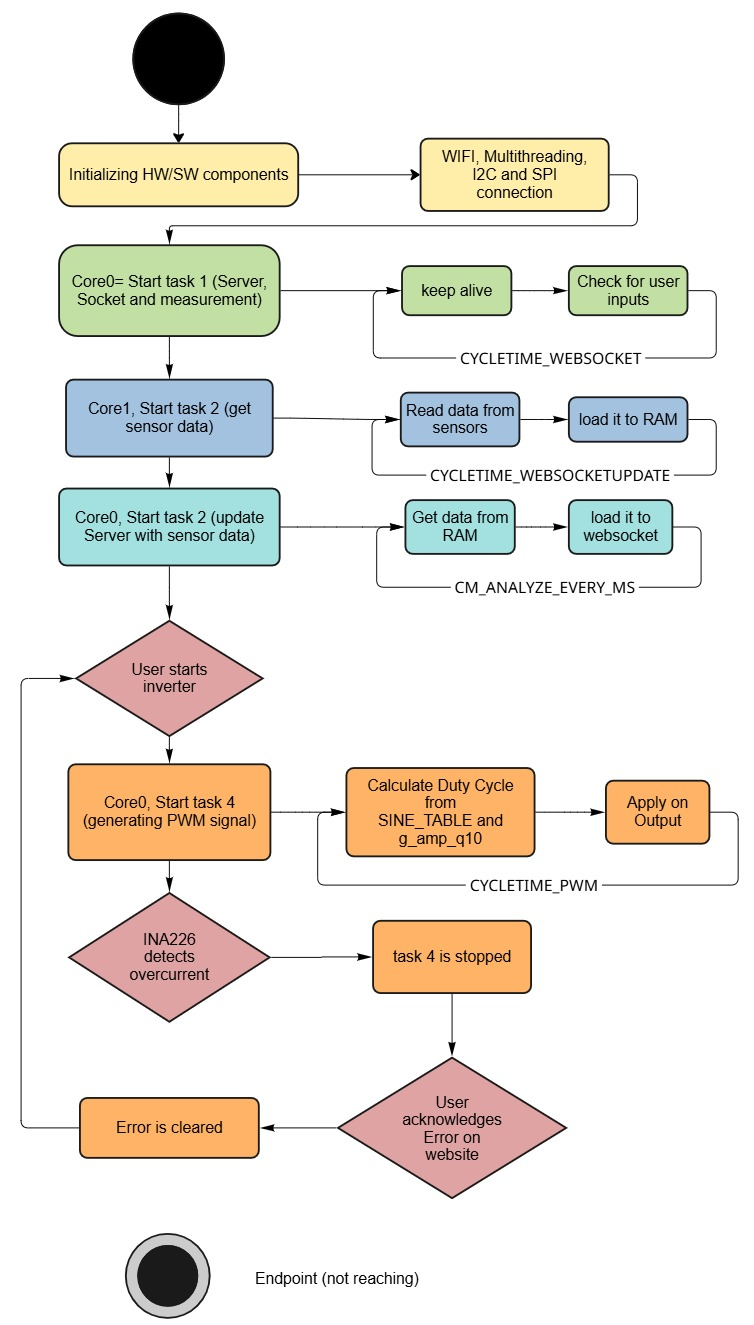 Initializing HW/SW components
WIFI, Multithreading,
I2C and SPI
connection
Core0= Start task 1 (Server,
Socket and measurement)
keep alive
Check for user
inputs
CYCLETIME_WEBSOCKET
Core1, Start task 2 (get
sensor data)
Read data from
sensors
load it to RAM
CYCLETIME_WEBSOCKETUPDATE
Core0, Start task 2 (update
Server with sensor data)
Get data from
RAM
load it to
websocket
CM_ANALYZE_EVERY_MS
User starts
inverter
Core0, Start task 4
(generating PWM signal)
Calculate Duty Cycle
from
SINE_TABLE and
g_amp_q10
Apply on
Output
CYCLETIME_PWM
INA226
detects
overcurrent
task 4 is stopped
User
acknowledges
Error on
website
Error is cleared
Endpoint (not reaching)